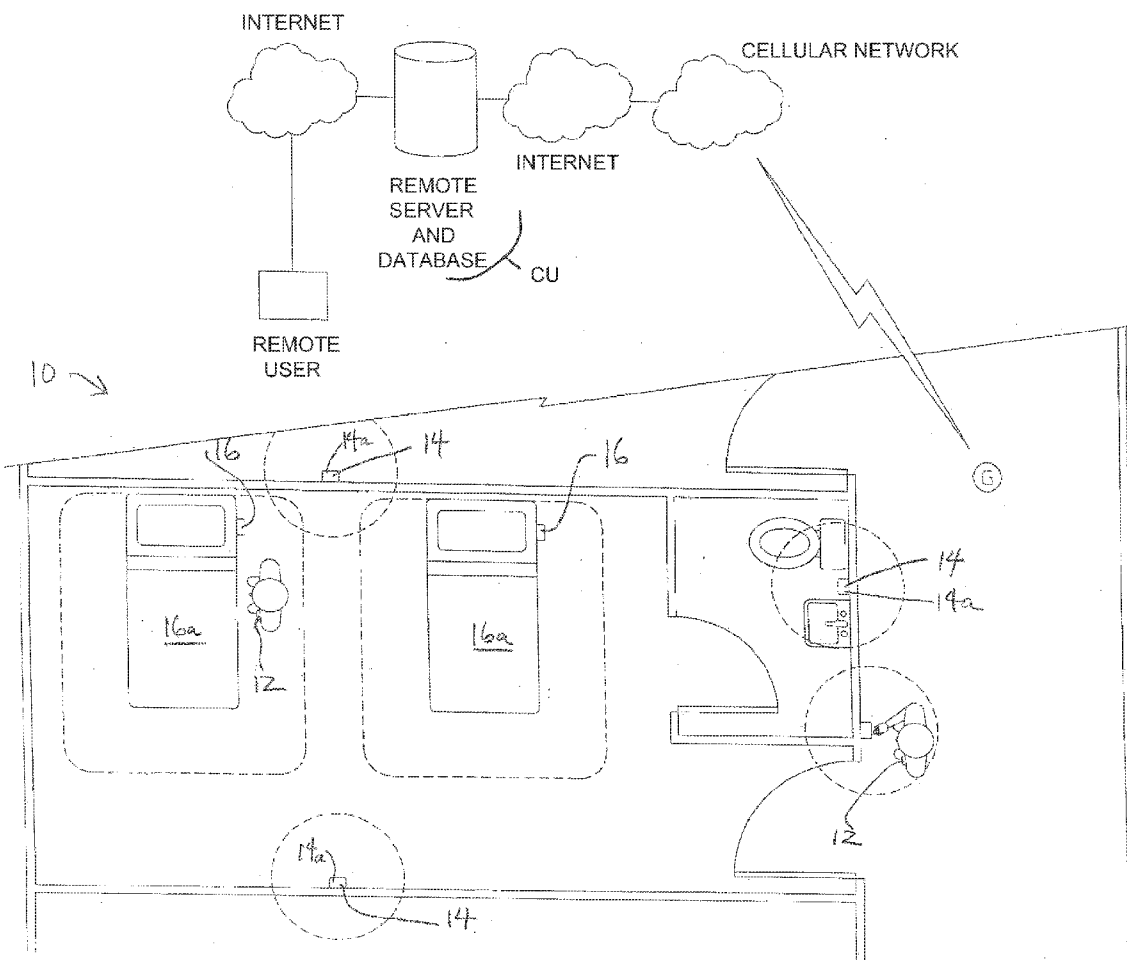 INTERNET
CELLULAR NETWORK
INTERNET
REMOTE
SERVER
AND
DATABASE
CU
REMOTE
USER
10
16
14a
14
16
G
14
14a
16a
16a
12
12
14a
14